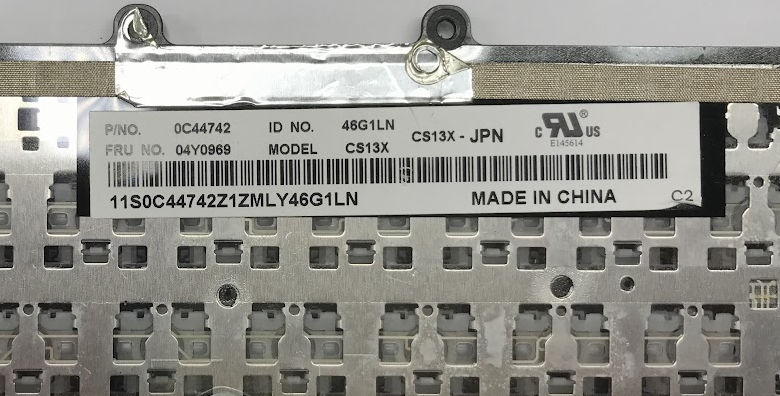 P/NO. 0C44742 ID NO. 46G1LN
FRU NO. 04Y0969 MODEL CS13X CS13X - JPN
C RU ® US
E145614
11S0C44742Z1ZMLY46G1LN MADE IN CHINA C2